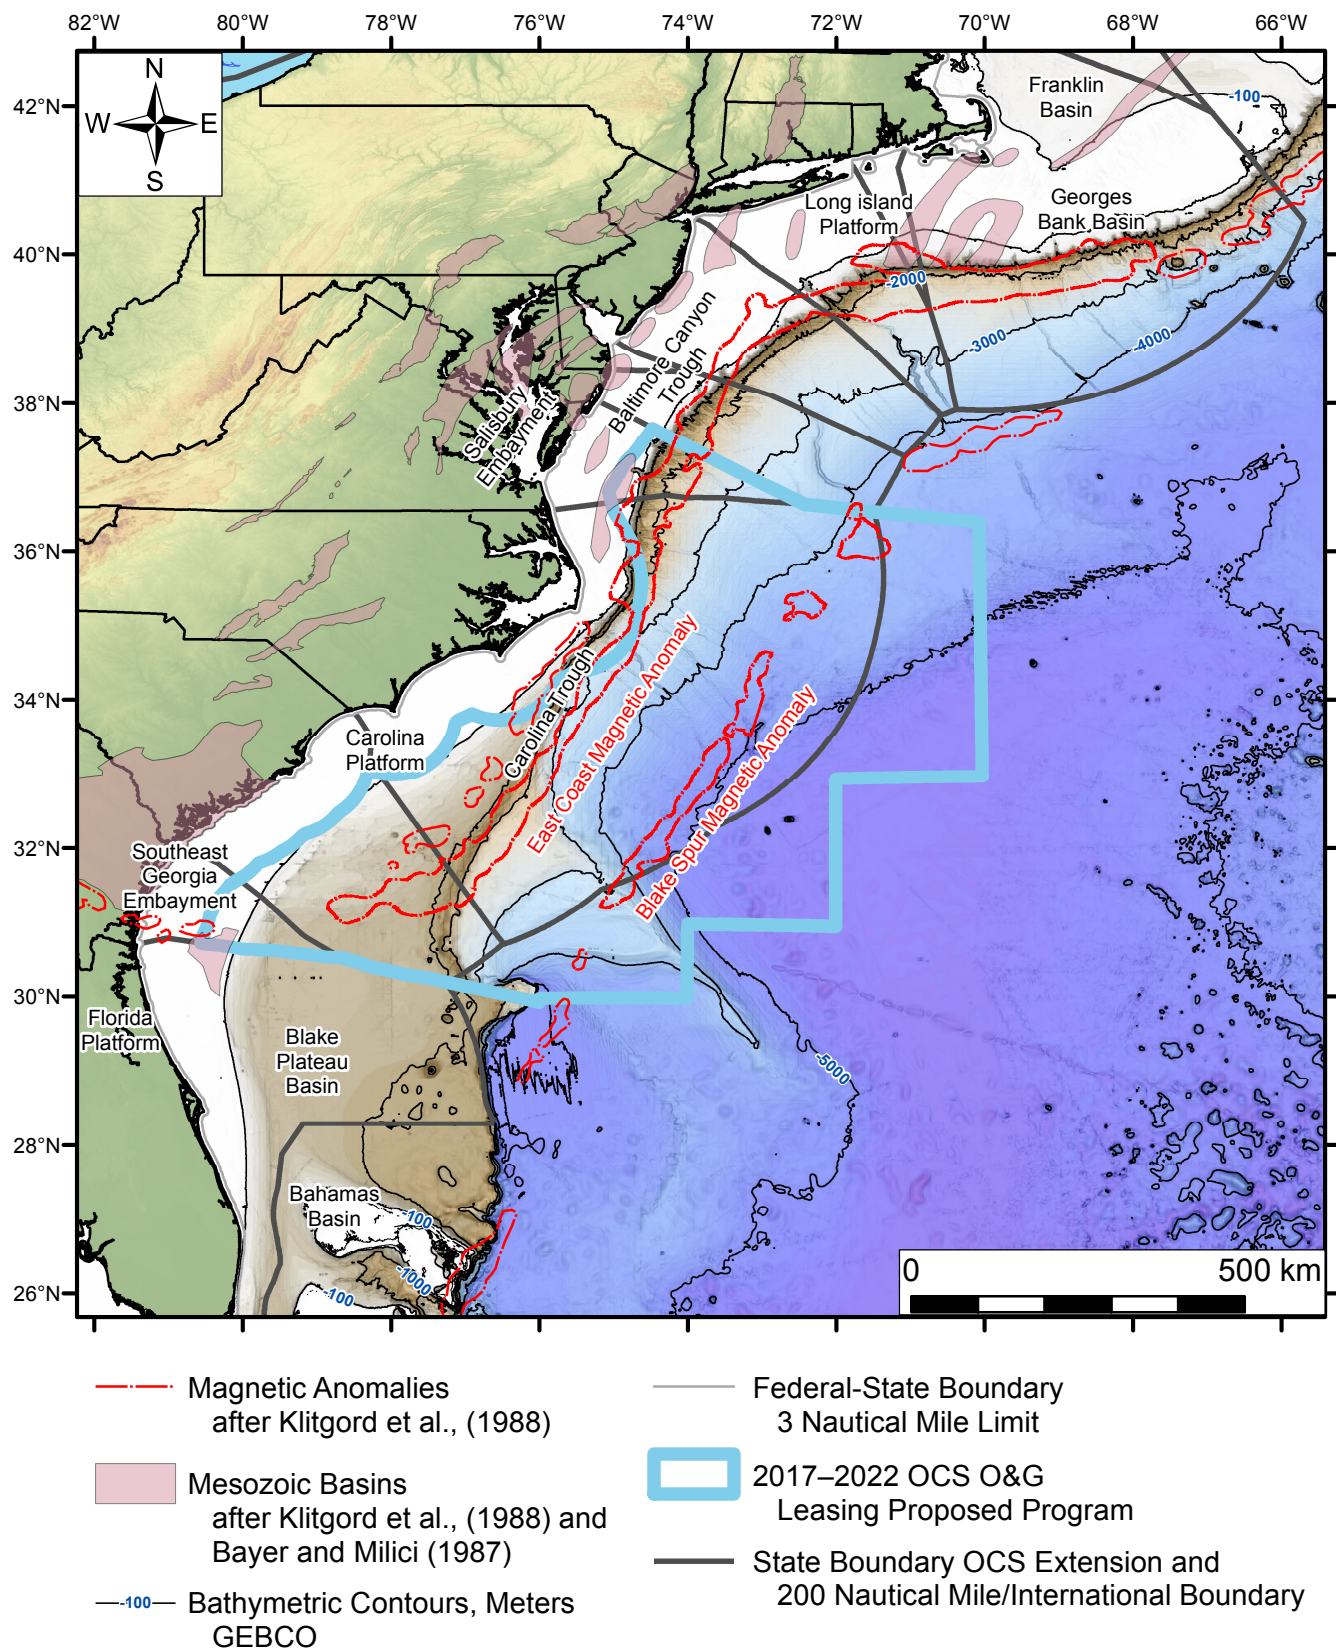 82°W 80°W 78°W 76°W 74°W 72°W 70°W 68°W 66°W
42°N
40°N
38°N
36°N
34°N
32°N
30°N
28°N
26°N
N
W E
S
Franklin
Basin
-100
Long island
Platform
Georges
Bank Basin
-2000
-3000
-4000
Baltimore Canyon
Trough
Salisbury
Embayment
Carolina Trough
East Coast Magnetic Anomaly
Blake Spur Magnetic Anomaly
Carolina
Platform
Southeast
Georgia
Embayment
Florida
Platform
Blake
Plateau
Basin
-5000
Bahamas
Basin
-100
-1000
-100
0 500 km
Magnetic Anomalies
after Klitgord et al., (1988)
Mesozoic Basins
after Klitgord et al., (1988) and
Bayer and Milici (1987)
-100 Bathymetric Contours, Meters
GEBCO
Federal-State Boundary
3 Nautical Mile Limit
2017–2022 OCS O&G
Leasing Proposed Program
State Boundary OCS Extension and
200 Nautical Mile/International Boundary